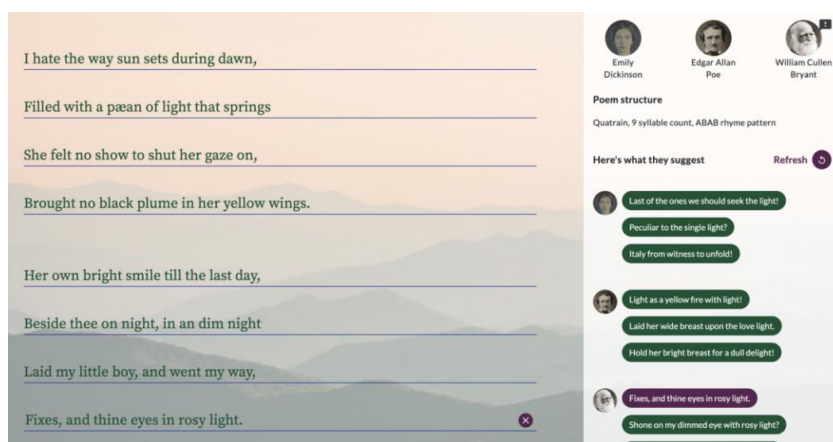 I hate the way sun sets during dawn,
Filled with a pæan of light that springs
She felt no show to shut her gaze on,
Brought no black plume in her yellow wings.
Her own bright smile till the last day,
Beside thee on night, in an dim night
Laid my little boy, and went my way,
Fixes, and thine eyes in rosy light.
Emily
Dickinson
Edgar Allan
Poe
William Cullen
Bryant
Poem structure
Quatrain, 9 syllable count, ABAB rhyme pattern
Here's what they suggest
Refresh
Last of the ones we should seek the light!
Peculiar to the single light?
Italy from witness to unfold!
Light as a yellow fire with light!
Laid her wide breast upon the love light.
Hold her bright breast for a dull delight!
Fixes, and thine eyes in rosy light.
Shone on my dimmed eye with rosy light?